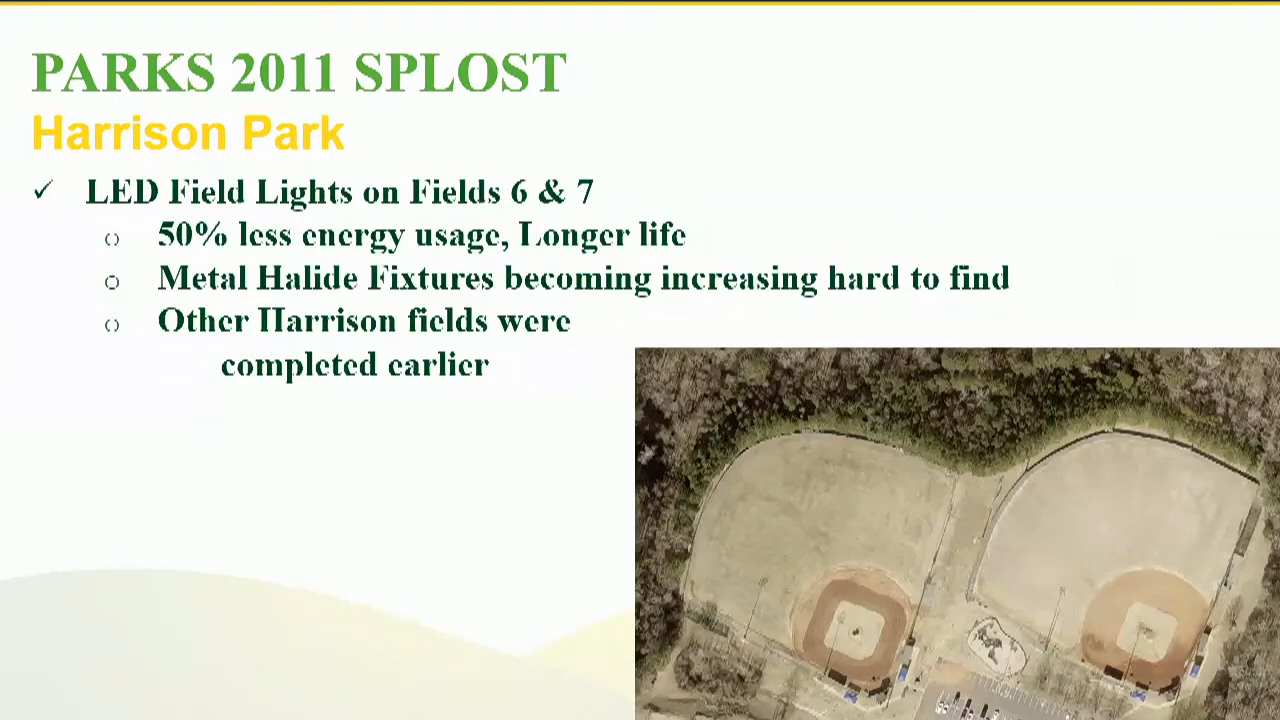 PARKS 2011 SPLOST
Harrison Park
✓ LED Field Lights on Fields 6 & 7
o 50% less energy usage, Longer life
o Metal Halide Fixtures becoming increasing hard to find
o Other Harrison fields were
completed earlier